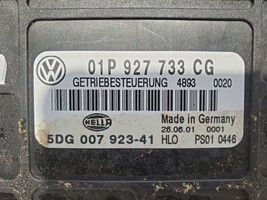 01P 927 733 CG
GETRIEBESTEUERUNG 4893 0020
Made in Germany
HELLA 26.06.01 0001
5DG 007 923-41 HLO PS01 0446